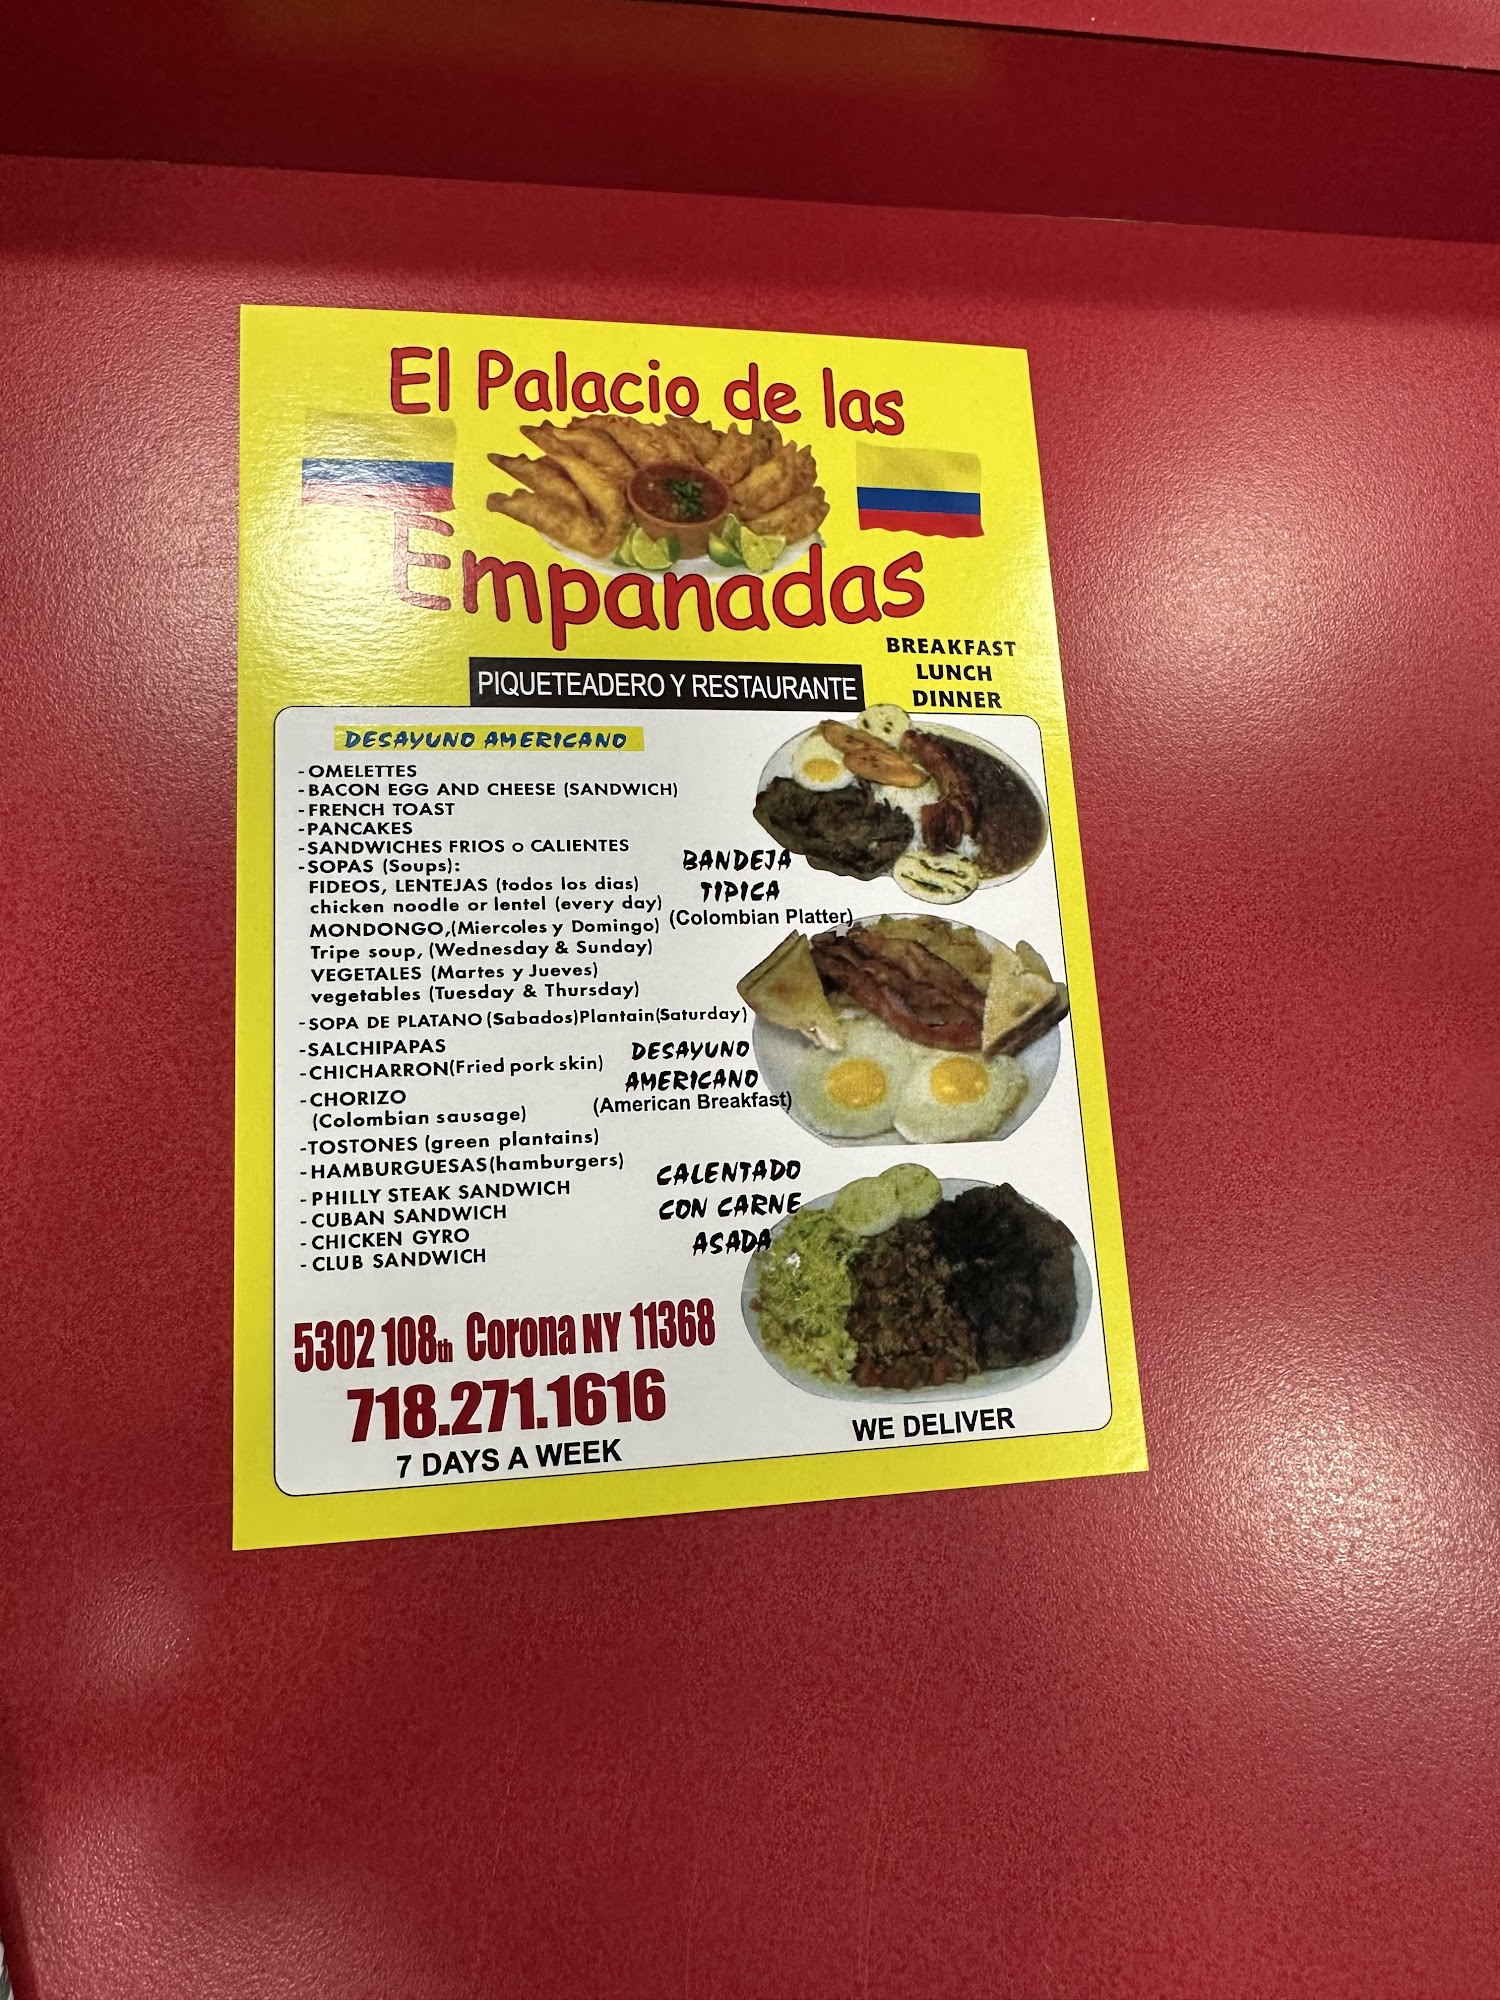 El Palacio de las
Empanadas
BREAKFAST
LUNCH
DINNER
PIQUETEADERO Y RESTAURANTE
DESAYUNO AMERICANO
- OMELETTES
- BACON EGG AND CHEESE (SANDWICH)
- FRENCH TOAST
- PANCAKES
- SANDWICHES FRIOS o CALIENTES
- SOPAS (Soups):
FIDEOS, LENTEJAS (todos los dias)
chicken noodle or lentel (every day)
MONDONGO,(Miercoles y Domingo)
Tripe soup, (Wednesday & Sunday)
VEGETALES (Martes y Jueves)
vegetables (Tuesday & Thursday)
- SOPA DE PLATANO (Sabados)Plantain(Saturday)
- SALCHIPAPAS
- CHICHARRON(Fried pork skin)
- CHORIZO
(Colombian sausage)
- TOSTONES (green plantains)
- HAMBURGUESAS(hamburgers)
- PHILLY STEAK SANDWICH
- CUBAN SANDWICH
- CHICKEN GYRO
- CLUB SANDWICH
BANDEJA
TIPICA
(Colombian Platter)
DESAYUNO
AMERICANO
(American Breakfast)
CALENTADO
CON CARNE
ASADA
5302 108th Corona NY 11368
718.271.1616
7 DAYS A WEEK
WE DELIVER